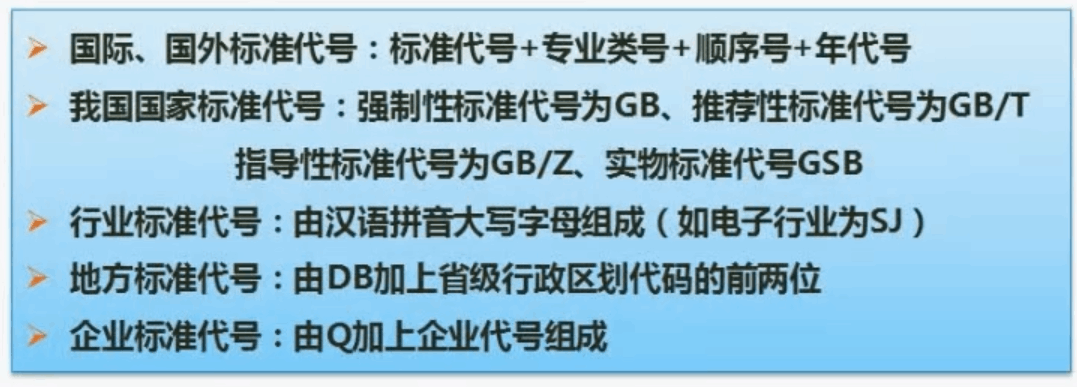 国际、国外标准代号：标准代号+专业类号+顺序号+年代号
我国国家标准代号：强制性标准代号为GB、推荐性标准代号为GB/T
指导性标准代号为GB/Z、实物标准代号GSB
行业标准代号：由汉语拼音大写字母组成（如电子行业为SJ）
地方标准代号：由DB加上省级行政区划代码的前两位
企业标准代号：由Q加上企业代号组成